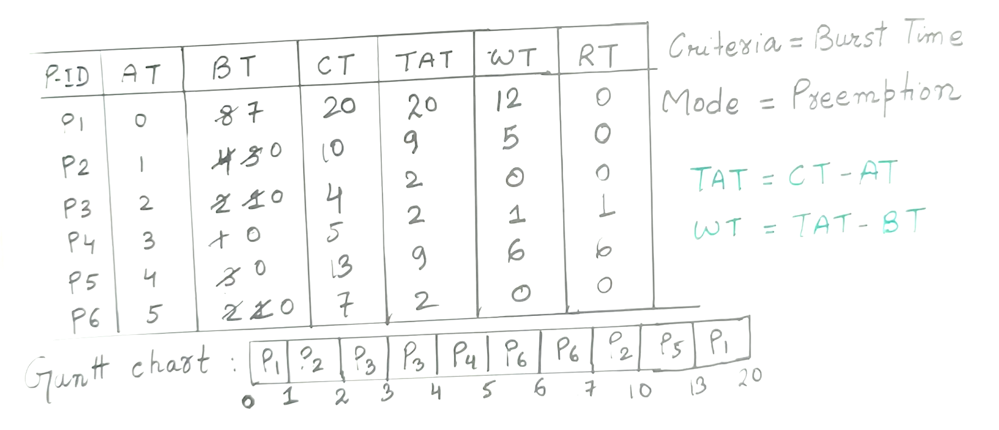 P-ID AT BT CT TAT WT RT
P1 0 8 7 20 20 12 0
P2 1 4 3 0 10 9 5 0
P3 2 2 1 0 4 2 0 0
P4 3 1 0 5 2 1 1
P5 4 3 0 13 9 6 6
P6 5 2 1 0 7 2 0 0
Criteria = Burst Time
Mode = Preemption
TAT = CT - AT
WT = TAT - BT
Gantt chart : P1 P2 P3 P3 P4 P6 P6 P2 P5 P1
0 1 2 3 4 5 6 7 10 13 20